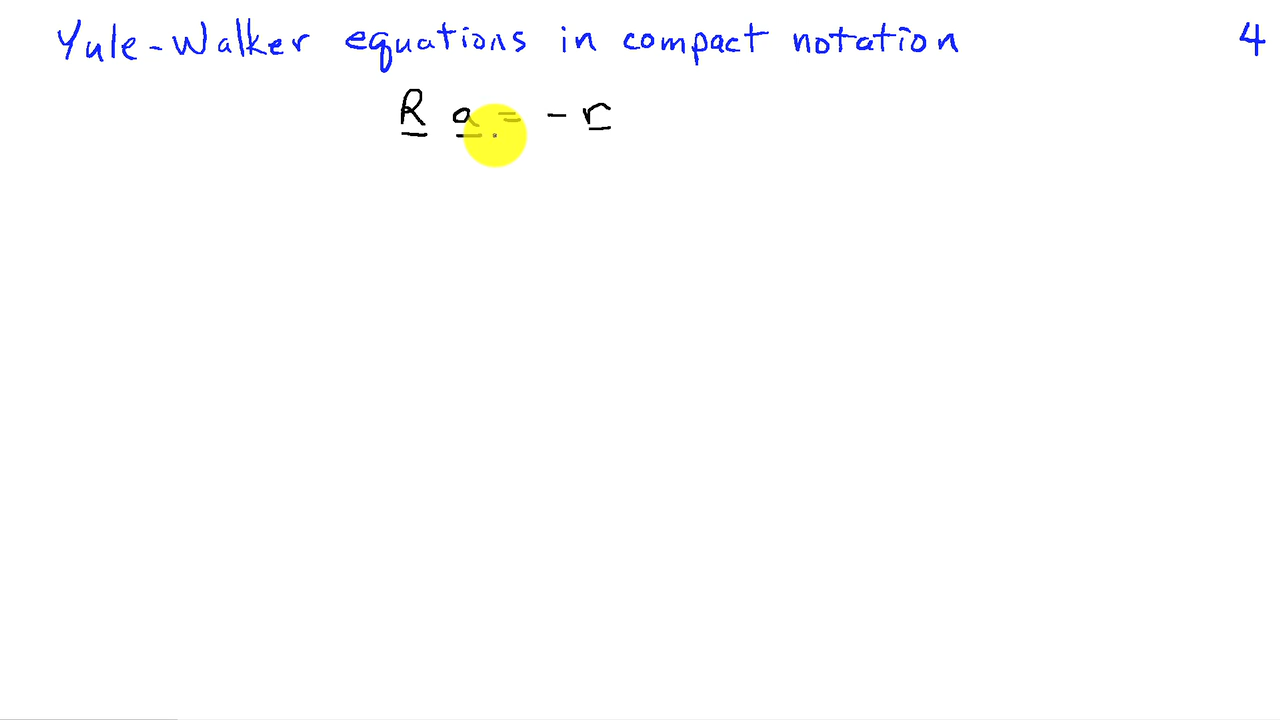 Yule-Walker equations in compact notation 4
R a = - r